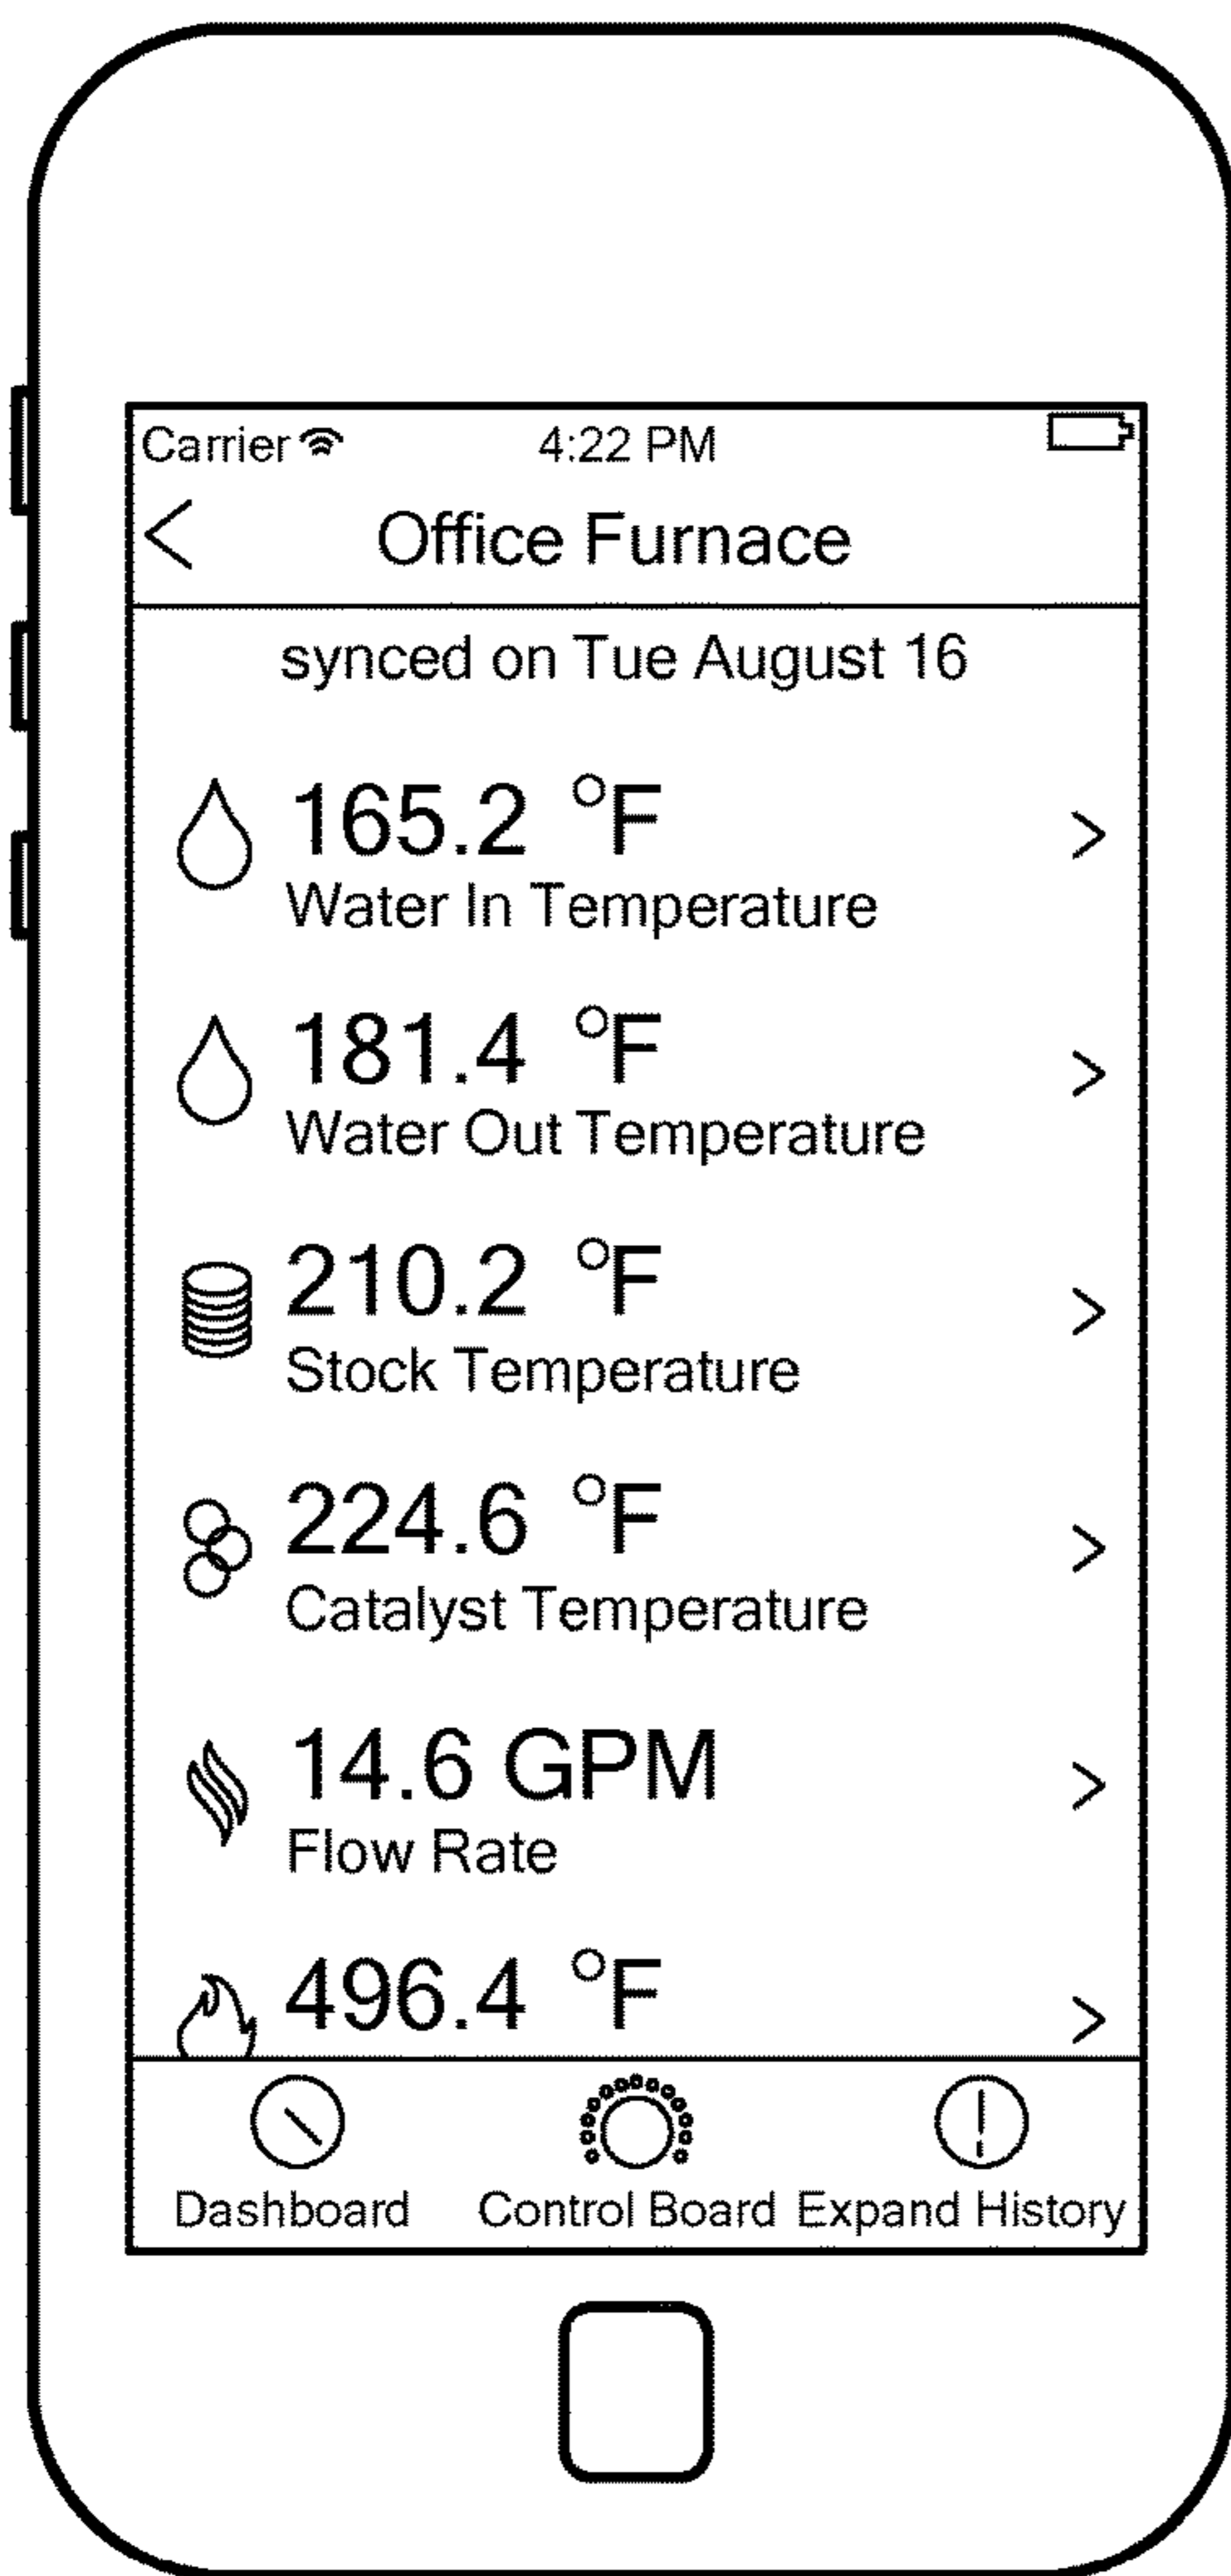 Carrier 4:22 PM
Office Furnace
synced on Tue August 16
165.2 °F
Water In Temperature
181.4 °F
Water Out Temperature
210.2 °F
Stock Temperature
224.6 °F
Catalyst Temperature
14.6 GPM
Flow Rate
496.4 °F
Dashboard Control Board Expand History